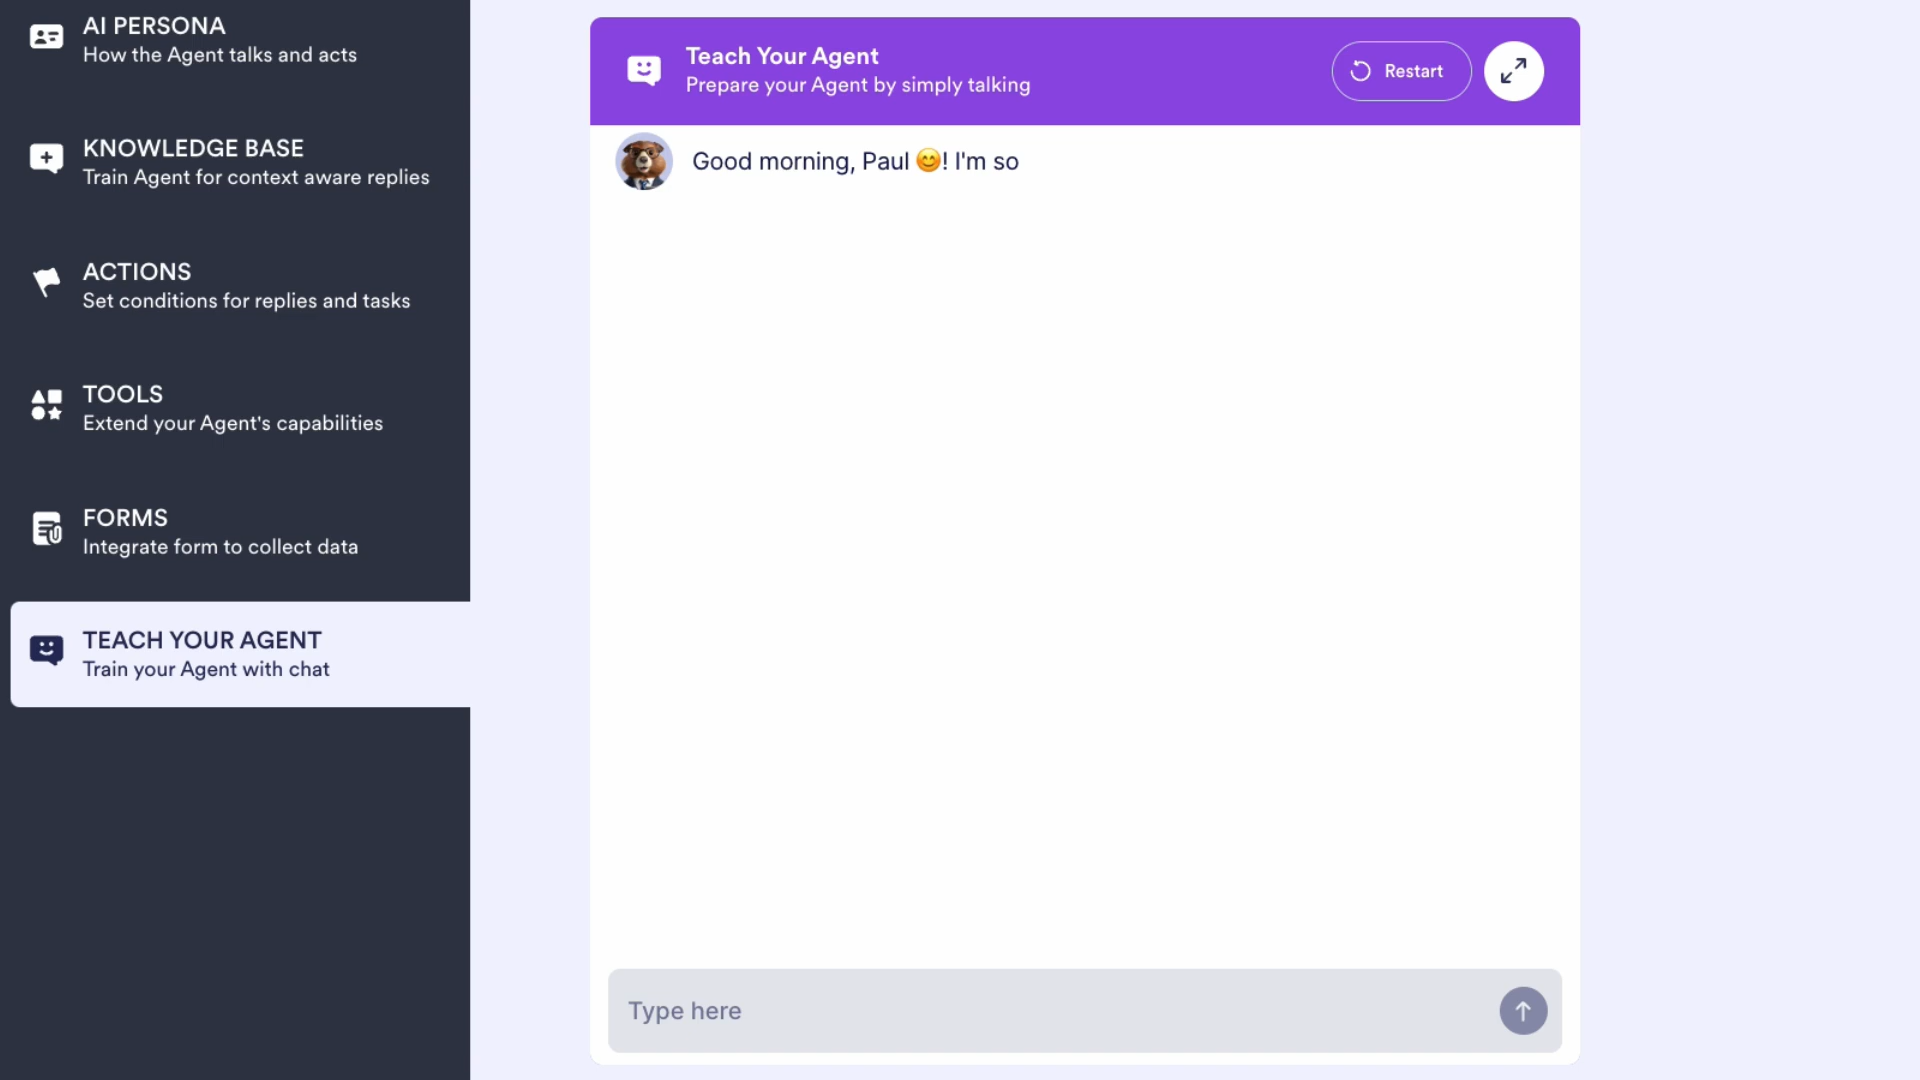 AI PERSONA
How the Agent talks and acts
KNOWLEDGE BASE
Train Agent for context aware replies
ACTIONS
Set conditions for replies and tasks
TOOLS
Extend your Agent's capabilities
FORMS
Integrate form to collect data
TEACH YOUR AGENT
Train your Agent with chat
Teach Your Agent
Prepare your Agent by simply talking
Restart
Good morning, Paul 😊! I'm so
Type here